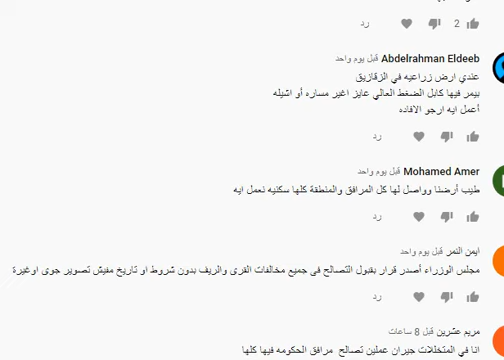 2 رد
Abdelrahman Eldeeb قبل يوم واحد
عندي ارض زراعيه في الزقازيق
بيمر فيها كابل الضغط العالي عايز اغير مساره أو اشيله
أعمل ايه ارجو الافاده
رد
Mohamed Amer قبل يوم واحد
طيب أرضنا وواصل لها كل المرافق والمنطقة كلها سكنيه نعمل ايه
رد
ايمن النمر قبل يوم واحد
مجلس الوزراء أصدر قرار بقبول التصالح فى جميع مخالفات القرى والريف بدون شروط او تاريخ مفيش تصوير جوى اوغيرة
رد
مريم عشرين قبل 8 ساعات
انا في المتخللات جيران عملين تصالح مرافق الحكومه فيها كلها